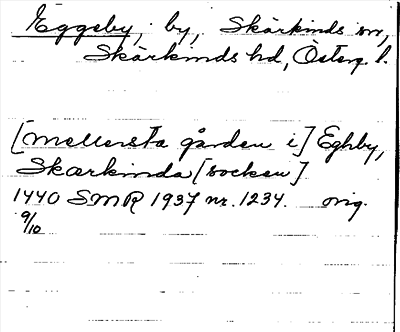 Eggeby, by, Skärkinds sn,
Skärkinds hd, Österg. l.
[mellersta gården i] Eghby,
Skærkinda [socken]
1440 SMR 1937 nr. 1234. orig.
9/10